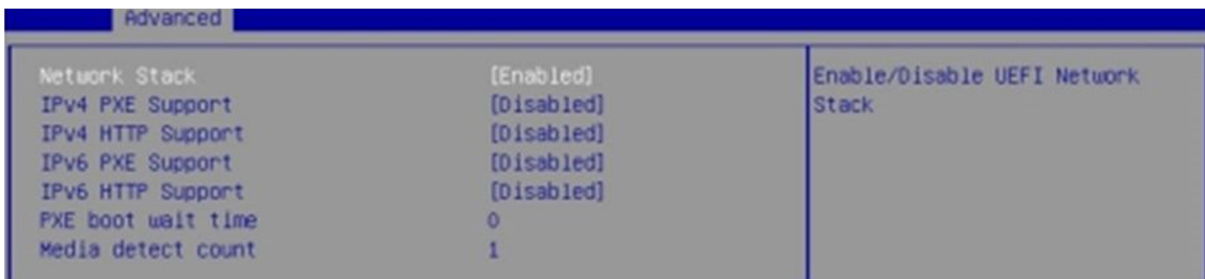 Advanced
Network Stack [Enabled]
IPv4 PXE Support [Disabled]
IPv4 HTTP Support [Disabled]
IPv6 PXE Support [Disabled]
IPv6 HTTP Support [Disabled]
PXE boot wait time 0
Media detect count 1
Enable/Disable UEFI Network
Stack